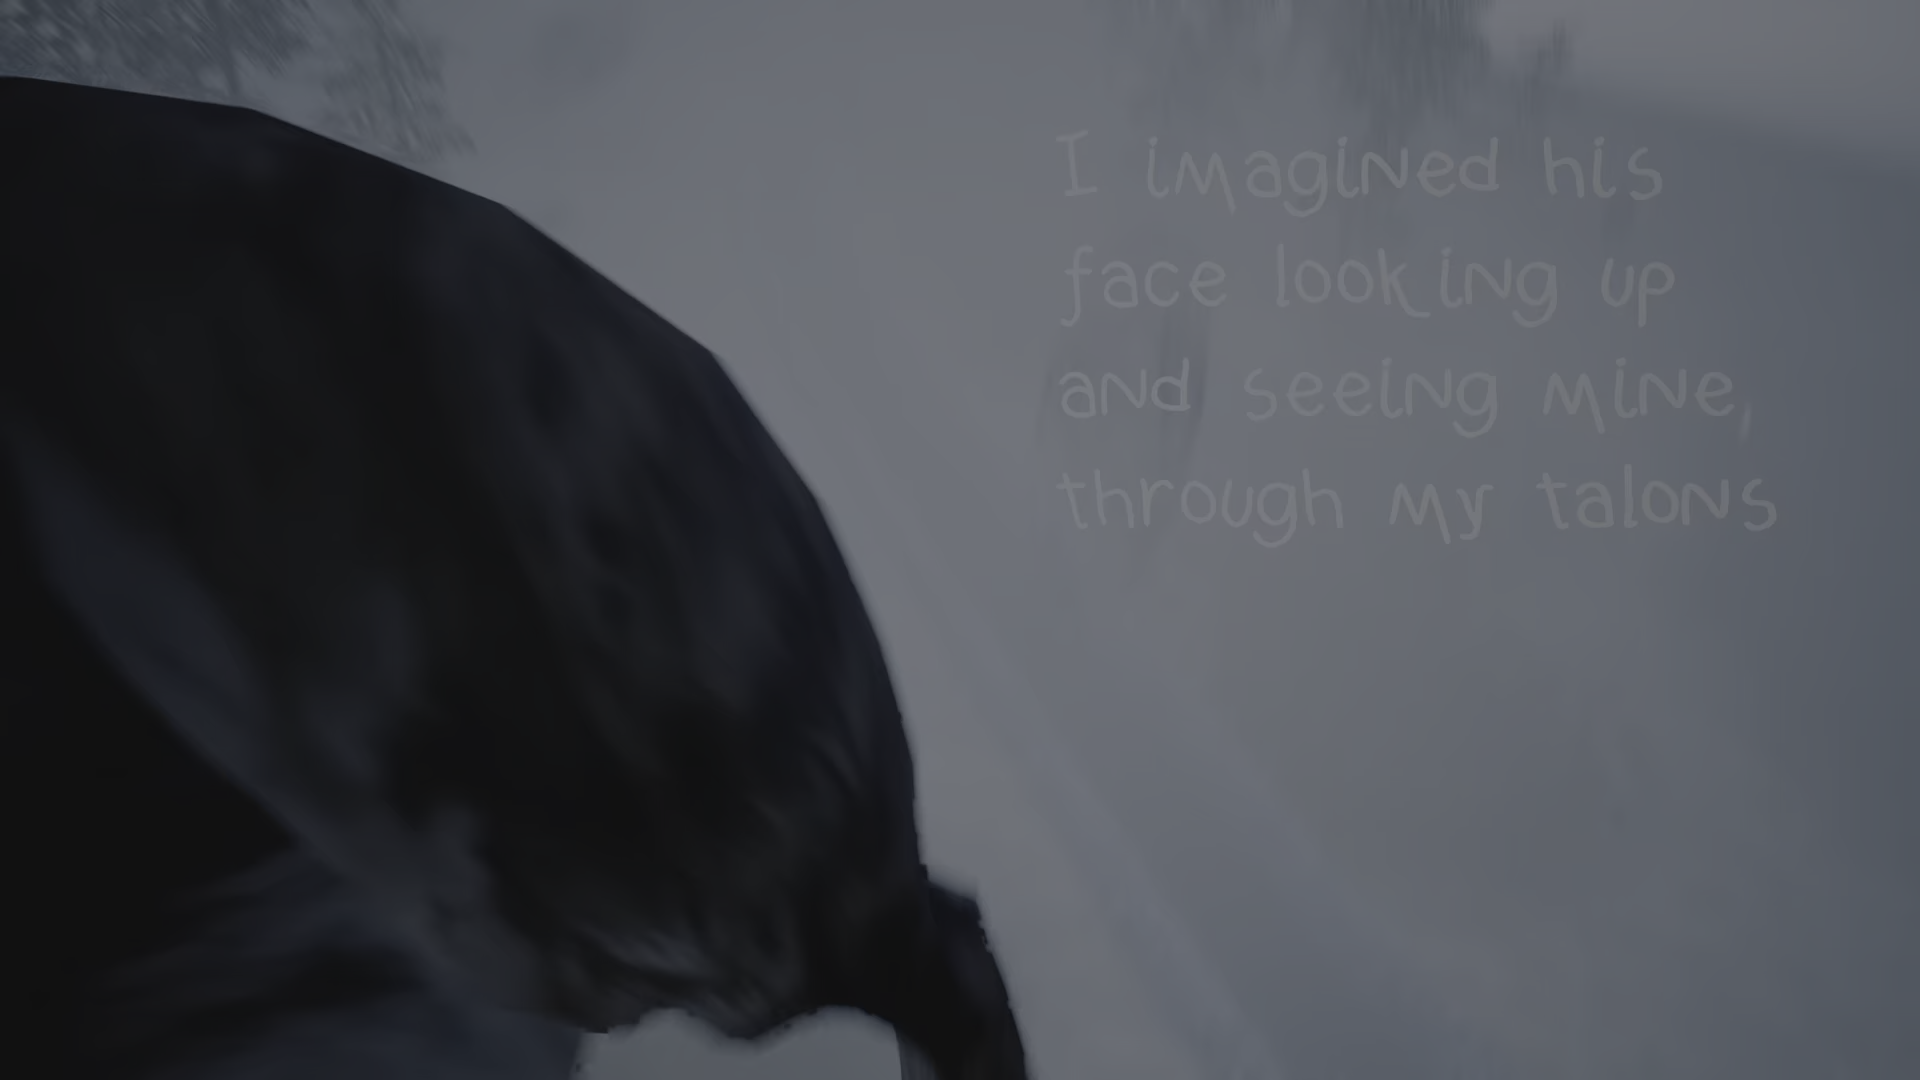 I imagined his
face looking up
and seeing mine,
through my talons